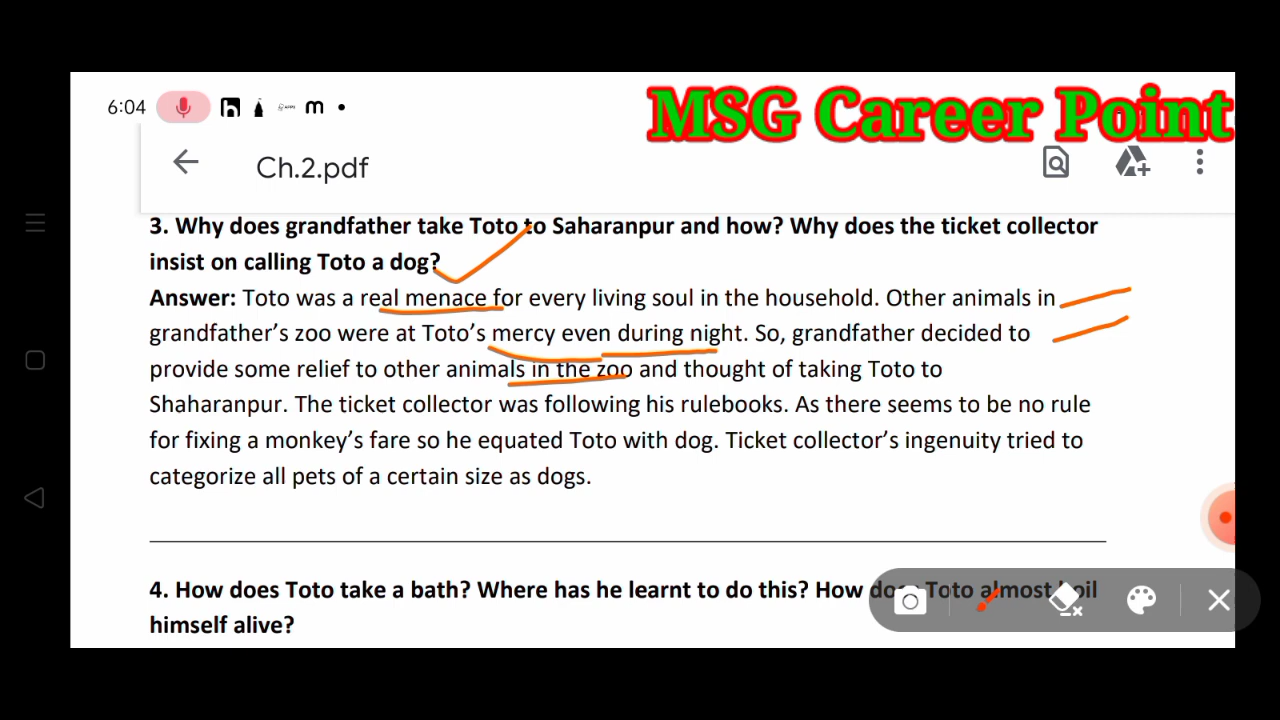 MSG Career Point
6:04 m
Ch.2.pdf
3. Why does grandfather take Toto to Saharanpur and how? Why does the ticket collector
insist on calling Toto a dog?
Answer: Toto was a real menace for every living soul in the household. Other animals in
grandfather’s zoo were at Toto’s mercy even during night. So, grandfather decided to
provide some relief to other animals in the zoo and thought of taking Toto to
Shaharanpur. The ticket collector was following his rulebooks. As there seems to be no rule
for fixing a monkey’s fare so he equated Toto with dog. Ticket collector’s ingenuity tried to
categorize all pets of a certain size as dogs.
4. How does Toto take a bath? Where has he learnt to do this? How does Toto almost boil
himself alive?